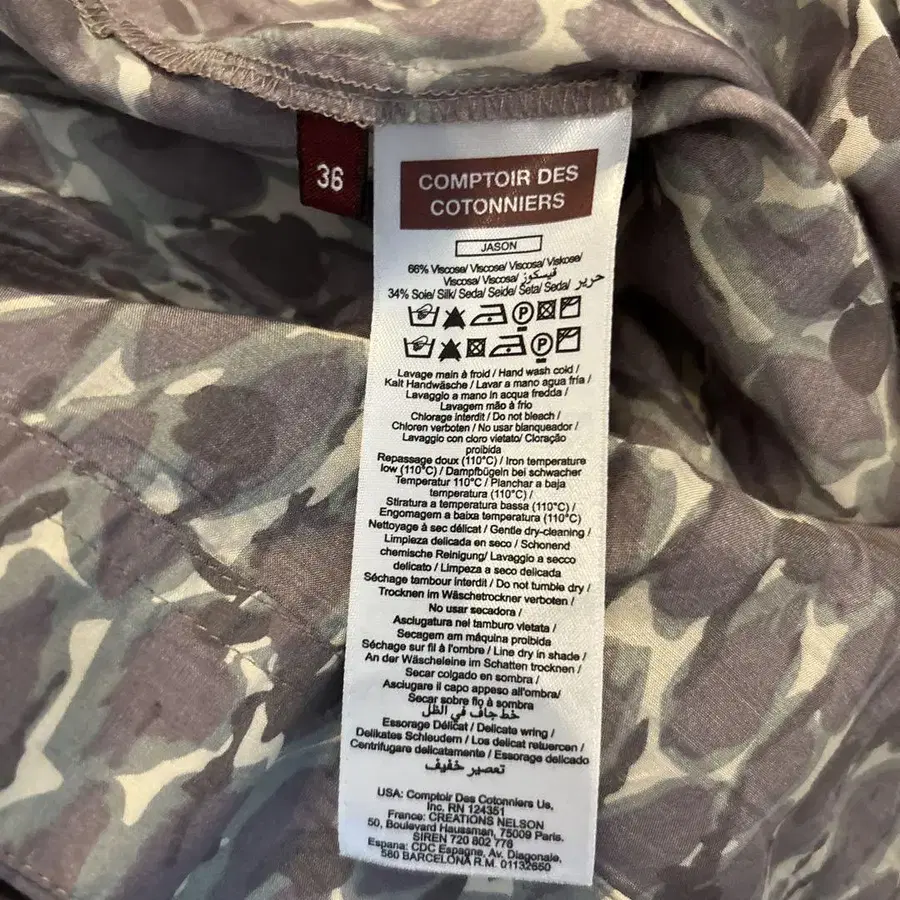 36
COMPTOIR DES
COTONNIERS
JASON
66% Viscose/ Viscose/ Viscosa/ Viskose/
Viscosa/ Viscosa/ فيسكوز
34% Soie/ Silk/ Seda/ Seide/ Seta/ Seda/ حرير
P
P
Lavage main à froid / Hand wash cold /
Kalt Handwäsche / Lavar a mano agua fria /
Lavaggio a mano in acqua fredda /
Lavagem mão à frio
Chlorage interdit / Do not bleach /
Chloren verboten / No usar blanqueador /
Lavaggio con cloro vietato/ Cloração
proibida
Repassage doux (110°C) / Iron temperature
low (110°C) / Dampfbügeln bei schwacher
Temperatur 110°C / Planchar a baja
temperatura (110°C) /
Stiratura a temperatura bassa (110°C) /
Engomagem a baixa temperatura (110°C)
Nettoyage à sec délicat / Gentle dry-cleaning /
Limpieza delicada en seco / Schonend
chemische Reinigung/ Lavaggio a secco
delicato / Limpeza a seco delicada
Séchage tambour interdit / Do not tumble dry /
Trocknen im Wäschetrockner verboten /
No usar secadora /
Asciugatura nel tamburo vietata /
Secagem am máquina proibida
Séchage sur fil à l'ombre / Line dry in shade /
An der Wäscheleine im Schatten trocknen /
Secar colgado en sombra /
Asciugare il capo appeso all'ombra/
Secar sobre fio à sombra
خط جاف في الظل
Essorage Délicat / Delicate wring /
Delikates Schleudern / Los delicat retuercen /
Centrifugare delicatamente / Essorage delicado
تعصير خفيف
USA: Comptoir Des Cotonniers Us,
Inc. RN 124351
France: CREATIONS NELSON
50, Boulevard Haussman, 75009 Paris.
SIREN 720 802 776
Espana: CDC Espagne, Av. Diagonale,
580 BARCELONA R.M. 01132650